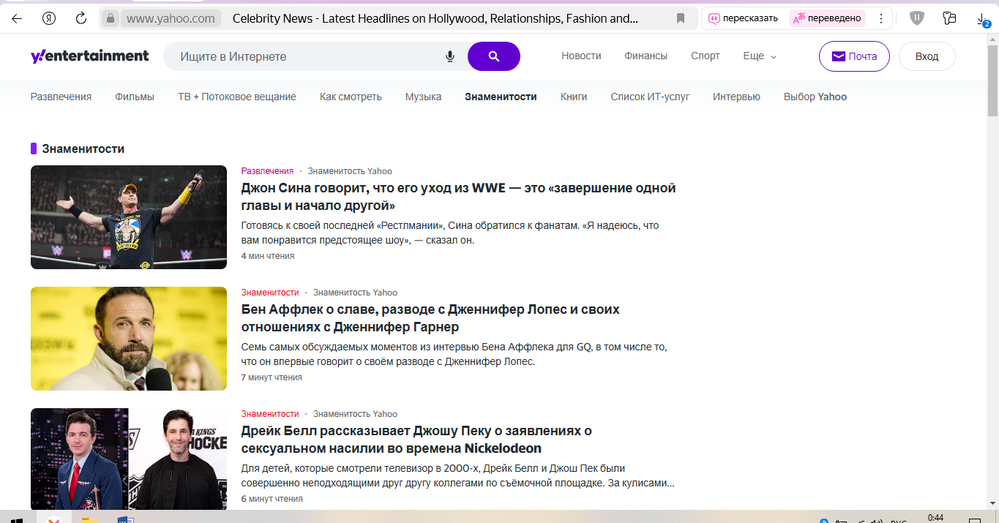 www.yahoo.com Celebrity News - Latest Headlines on Hollywood, Relationships, Fashion and... пересказать переведено
2
y!entertainment Ищите в Интернете Новости Финансы Спорт Еще Почта Вход
Развлечения Фильмы ТВ + Потоковое вещание Как смотреть Музыка Знаменитости Книги Список ИТ-услуг Интервью Выбор Yahoo
Знаменитости
Развлечения · Знаменитость Yahoo
Джон Сина говорит, что его уход из WWE — это «завершение одной
главы и начало другой»
Готовясь к своей последней «Рестлмании», Сина обратился к фанатам. «Я надеюсь, что
вам понравится предстоящее шоу», — сказал он.
4 мин чтения
Знаменитости · Знаменитость Yahoo
Бен Аффлек о славе, разводе с Дженнифер Лопес и своих
отношениях с Дженнифер Гарнер
Семь самых обсуждаемых моментов из интервью Бена Аффлека для GQ, в том числе то,
что он впервые говорит о своём разводе с Дженнифер Лопес.
7 минут чтения
Знаменитости · Знаменитость Yahoo
Дрейк Белл рассказывает Джошу Пеку о заявлениях о
сексуальном насилии во времена Nickelodeon
Для детей, которые смотрели телевизор в 2000-х, Дрейк Белл и Джош Пек были
совершенно неподходящими друг другу коллегами по съёмочной площадке. За кулисами...
6 минут чтения
KINGS
HOCKE
0:44